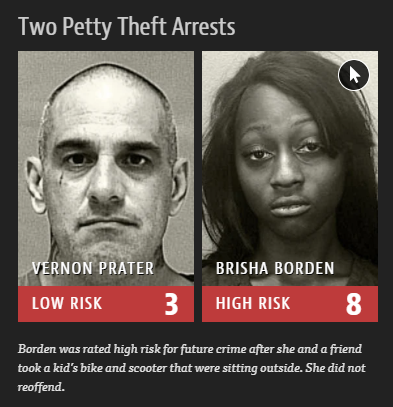 Two Petty Theft Arrests
VERNON PRATER
BRISHA BORDEN
LOW RISK 3
HIGH RISK 8
Borden was rated high risk for future crime after she and a friend
took a kid's bike and scooter that were sitting outside. She did not
reoffend.